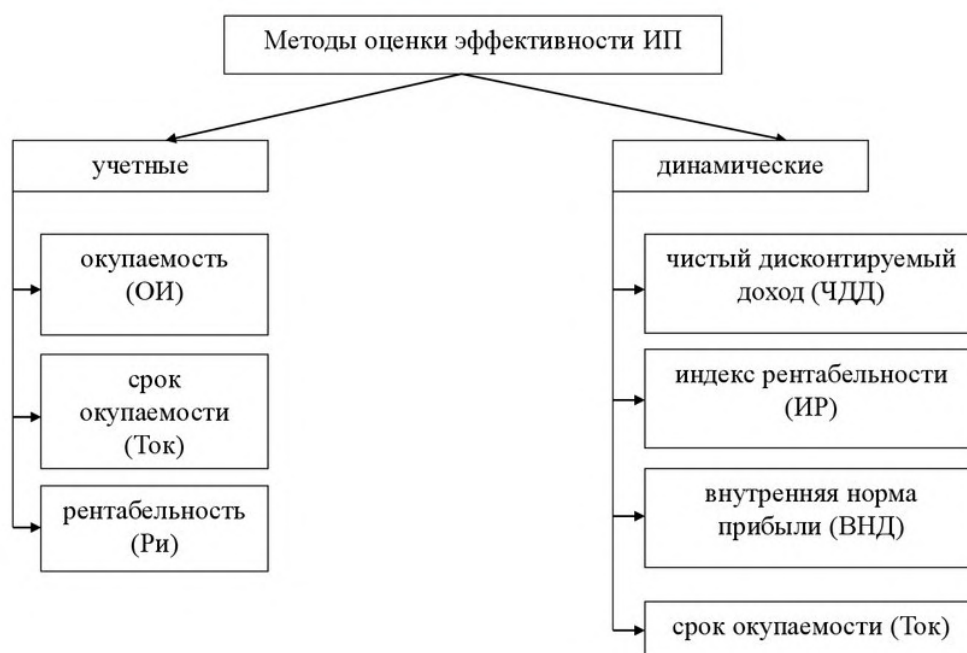 Методы оценки эффективности ИП
учетные
окупаемость
(ОИ)
срок
окупаемости
(Ток)
рентабельность
(Ри)
динамические
чистый дисконтируемый
доход (ЧДД)
индекс рентабельности
(ИР)
внутренняя норма
прибыли (ВНД)
срок окупаемости (Ток)